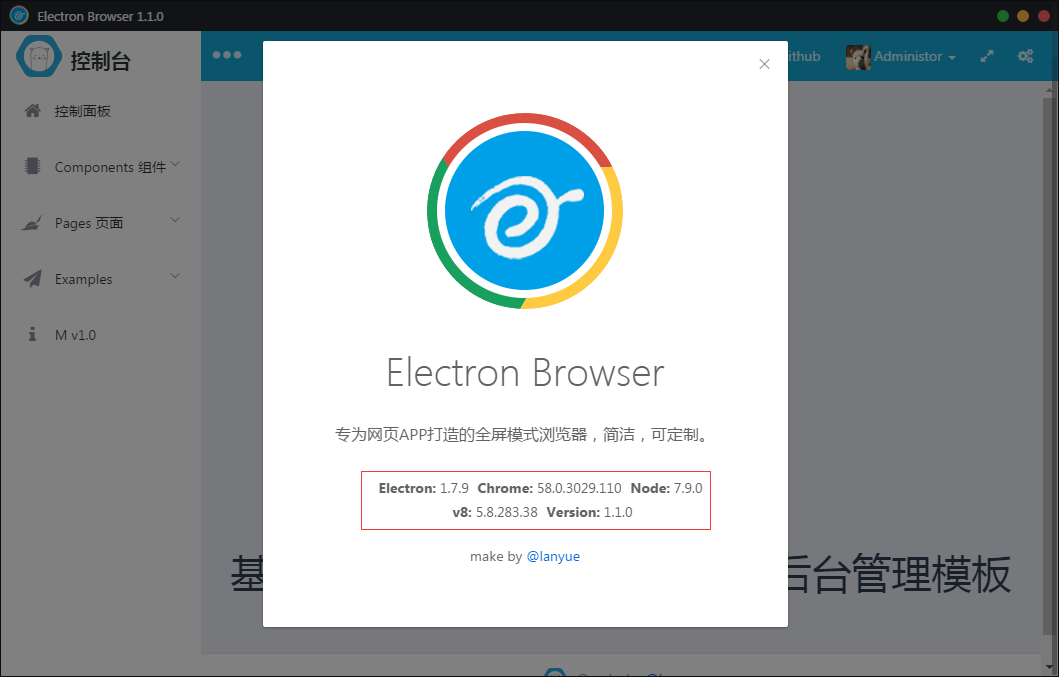 Electron Browser 1.1.0
控制台
ithub
Administor
控制面板
Components 组件
Pages 页面
Examples
M v1.0
Electron Browser
专为网页APP打造的全屏模式浏览器，简洁，可定制。
Electron: 1.7.9 Chrome: 58.0.3029.110 Node: 7.9.0
v8: 5.8.283.38 Version: 1.1.0
make by @lanyue
基
后台管理模板